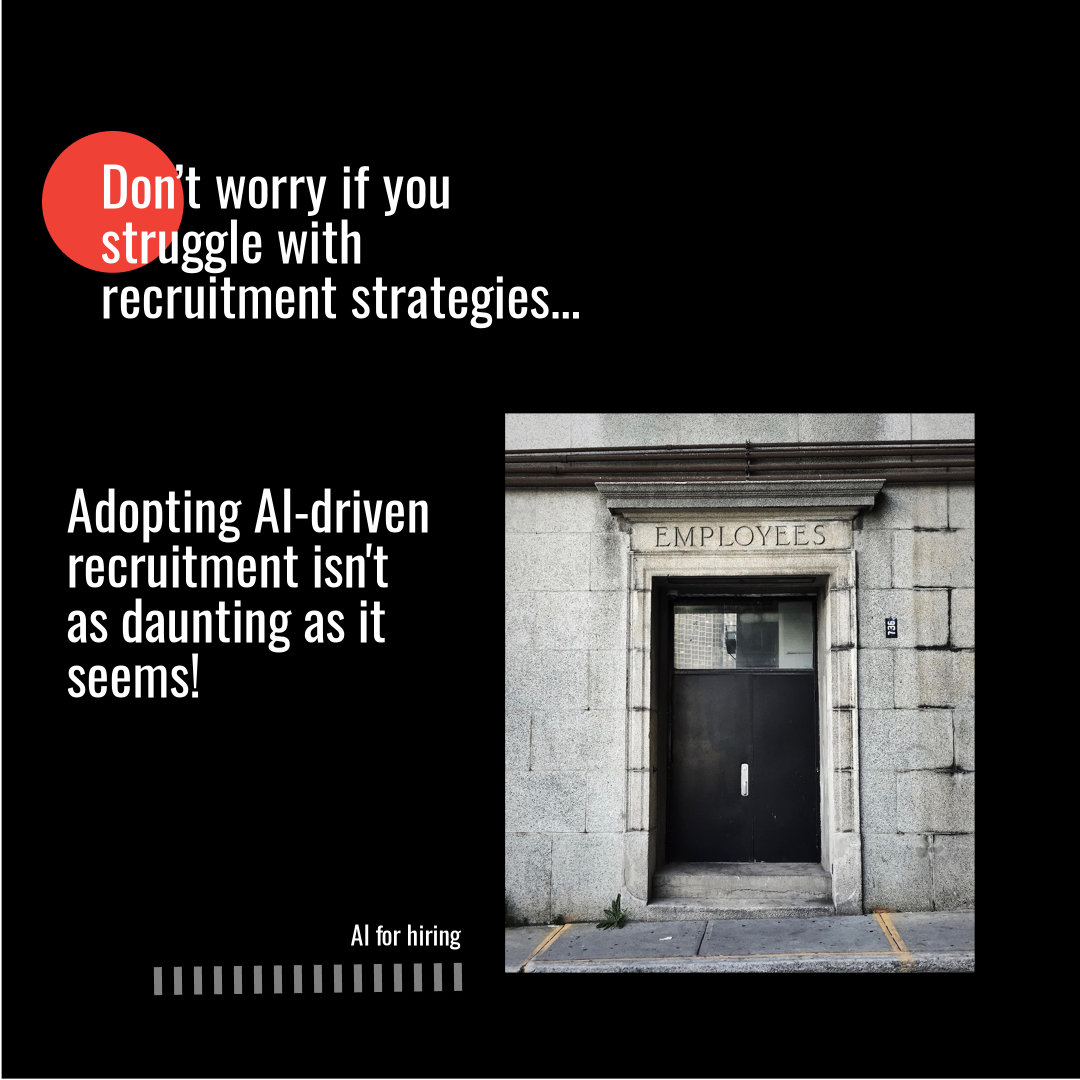 Don’t worry if you
struggle with
recruitment strategies...
Adopting AI-driven
recruitment isn't
as daunting as it
seems!
EMPLOYEES
736
AI for hiring